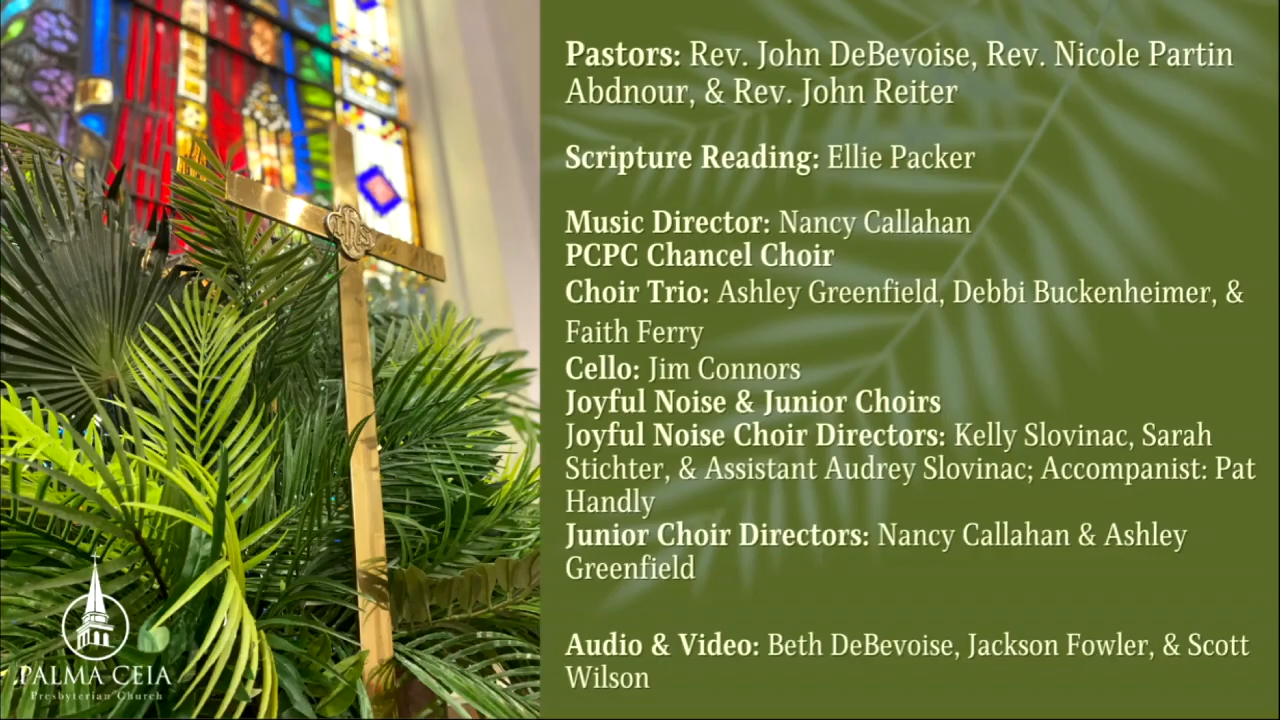 Pastors: Rev. John DeBevoise, Rev. Nicole Partin
Abdnour, & Rev. John Reiter
Scripture Reading: Ellie Packer
Music Director: Nancy Callahan
PCPC Chancel Choir
Choir Trio: Ashley Greenfield, Debbi Buckenheimer, &
Faith Ferry
Cello: Jim Connors
Joyful Noise & Junior Choirs
Joyful Noise Choir Directors: Kelly Slovinac, Sarah
Stichter, & Assistant Audrey Slovinac; Accompanist: Pat
Handly
Junior Choir Directors: Nancy Callahan & Ashley
Greenfield
Audio & Video: Beth DeBevoise, Jackson Fowler, & Scott
Wilson
PALMA CEIA
Presbyterian Church